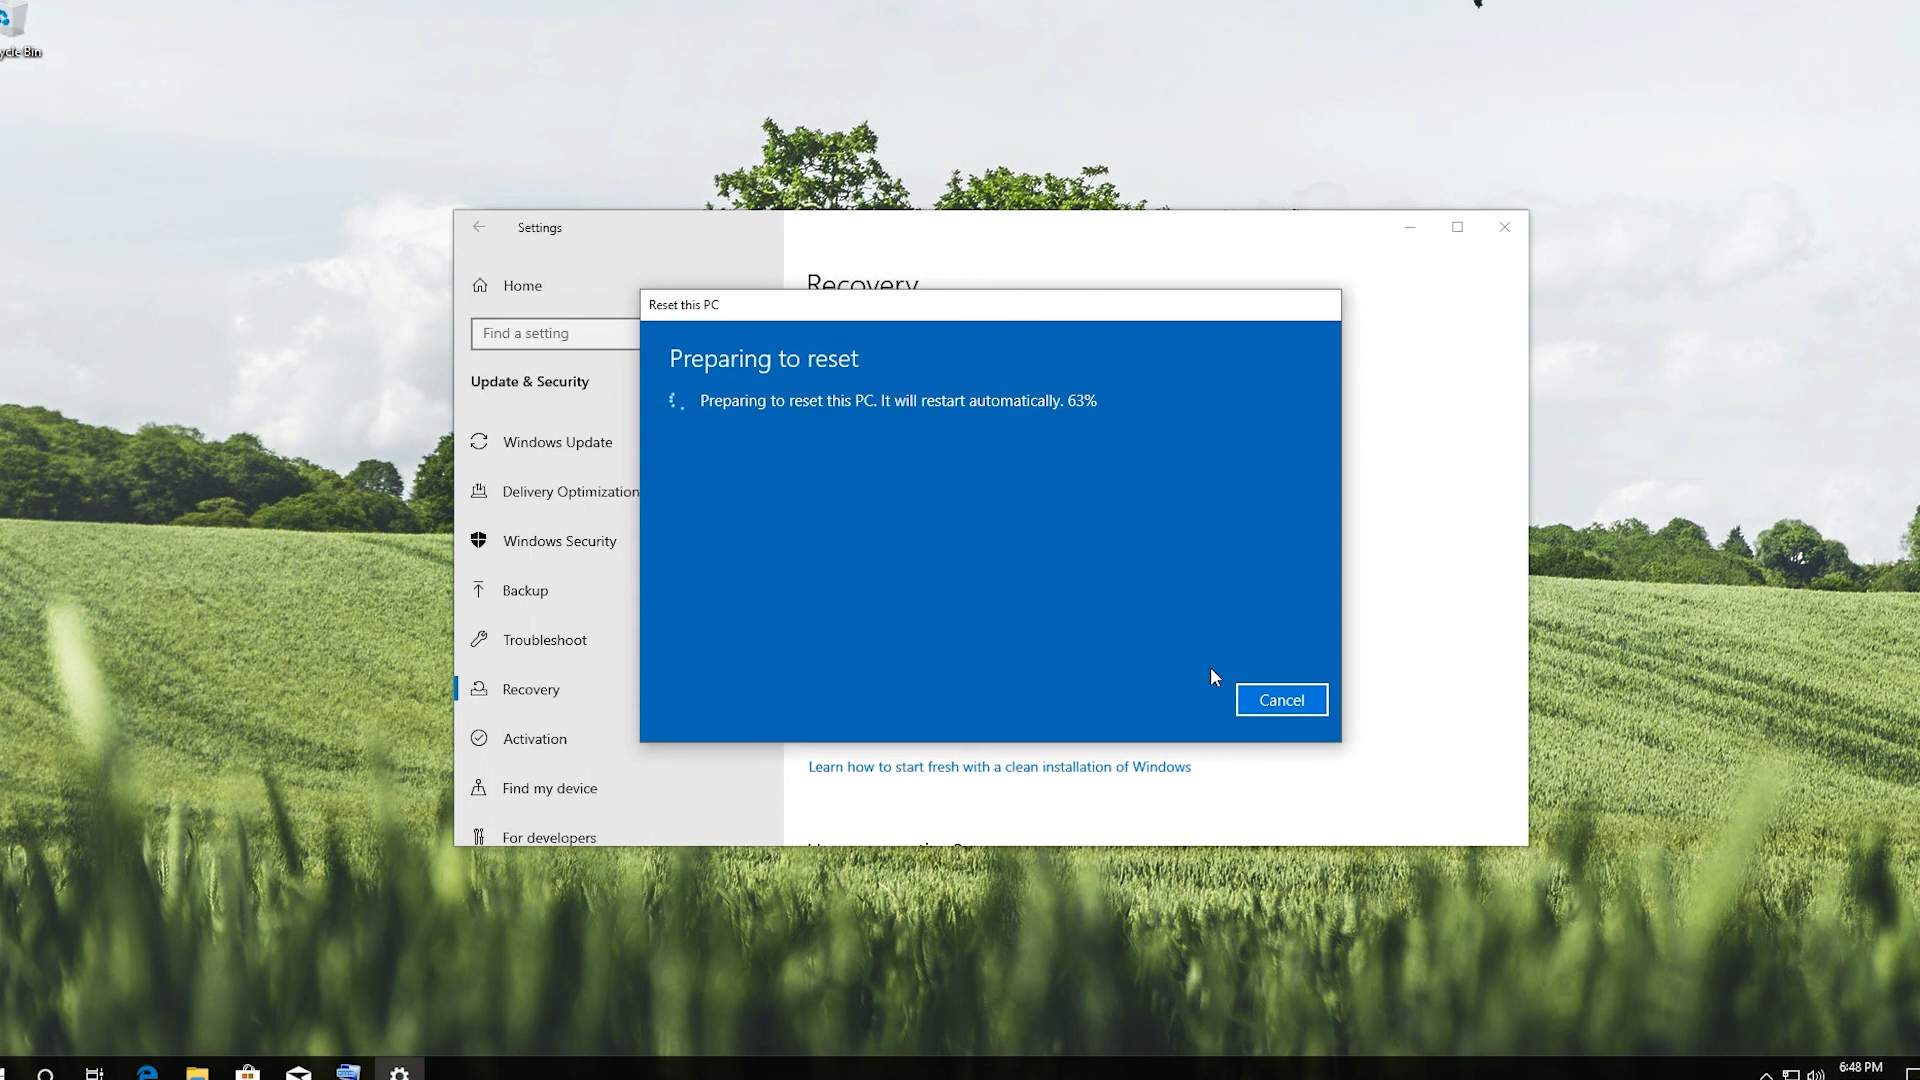 ycle Bin
Settings
Home
Find a setting
Update & Security
Windows Update
Delivery Optimization
Windows Security
Backup
Troubleshoot
Recovery
Activation
Find my device
For developers
Recovery
Reset this PC
Preparing to reset
Preparing to reset this PC. It will restart automatically. 63%
Cancel
Learn how to start fresh with a clean installation of Windows
6:48 PM